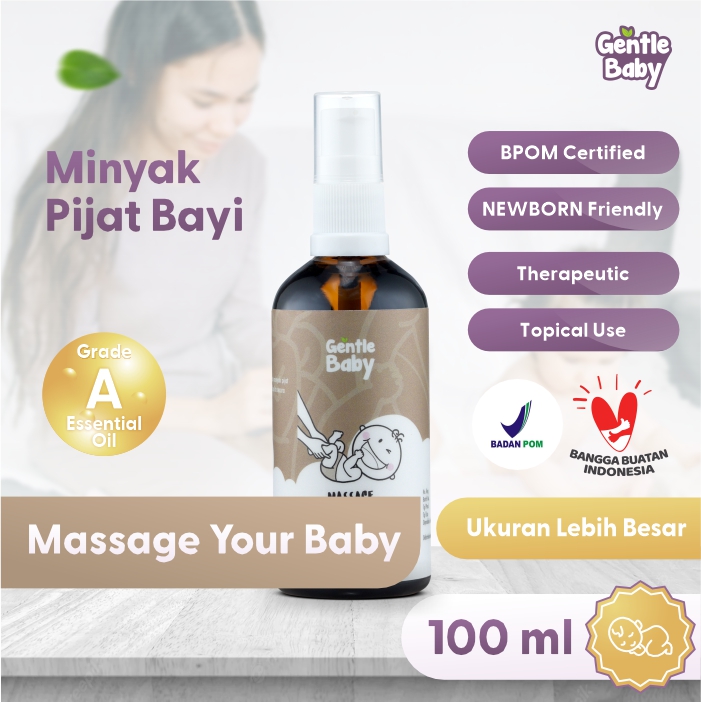 Gentle
Baby
Minyak
Pijat Bayi
BPOM Certified
NEWBORN Friendly
Therapeutic
Topical Use
Grade
A
Essential
Oil
Gentle
Baby
MASSAGE
BADAN POM
BANGGA BUATAN
INDONESIA
Massage Your Baby
Ukuran Lebih Besar
100 ml